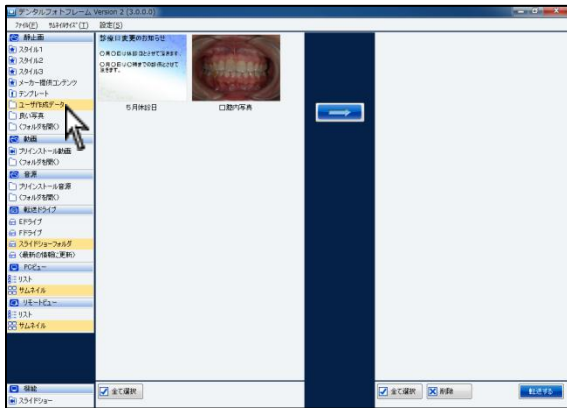 デンタルフォトフレーム Version 2 (3.0.0.0)
ファイル(F) サムネイルサイズ(T) 設定(S)
静止画
スタイル1
スタイル2
スタイル3
メーカー提供コンテンツ
テンプレート
ユーザ作成データ
良い写真
(フォルダを開く)
動画
プリインストール動画
(フォルダを開く)
音源
プリインストール音源
(フォルダを開く)
転送ドライブ
Eドライブ
Fドライブ
スライドショーフォルダ
(最新の情報に更新)
PCビュー
リスト
サムネイル
リモートビュー
リスト
サムネイル
機能
スライドショー
診療日変更のお知らせ
5月休診日
口腔内写真
全て選択
全て選択
削除
転送する